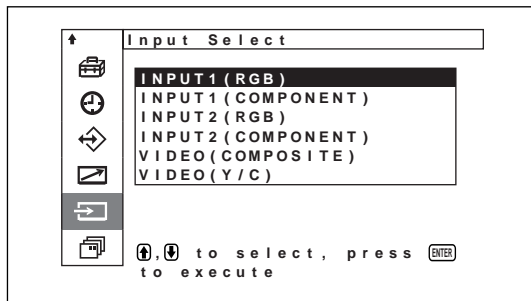 Input Select
INPUT1(RGB)
INPUT1(COMPONENT)
INPUT2(RGB)
INPUT2(COMPONENT)
VIDEO(COMPOSITE)
VIDEO(Y/C)
, to select, press ENTER
to execute